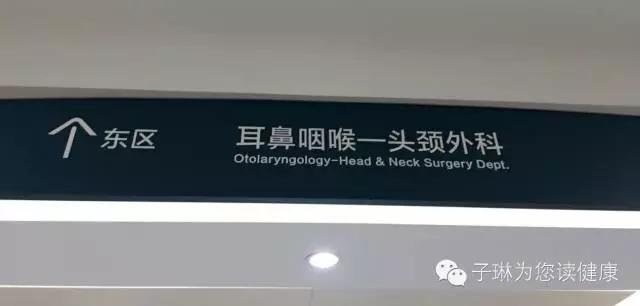 东区
耳鼻咽喉一头颈外科
Otolaryngology-Head & Neck Surgery Dept.
子琳为您读健康